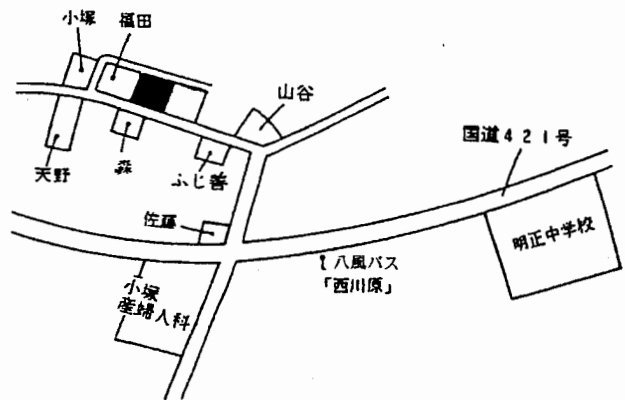 小塚
福田
山谷
国道421号
天野
森
ふじ善
佐藤
明正中学校
八風バス
「西川原」
小塚
産婦人科